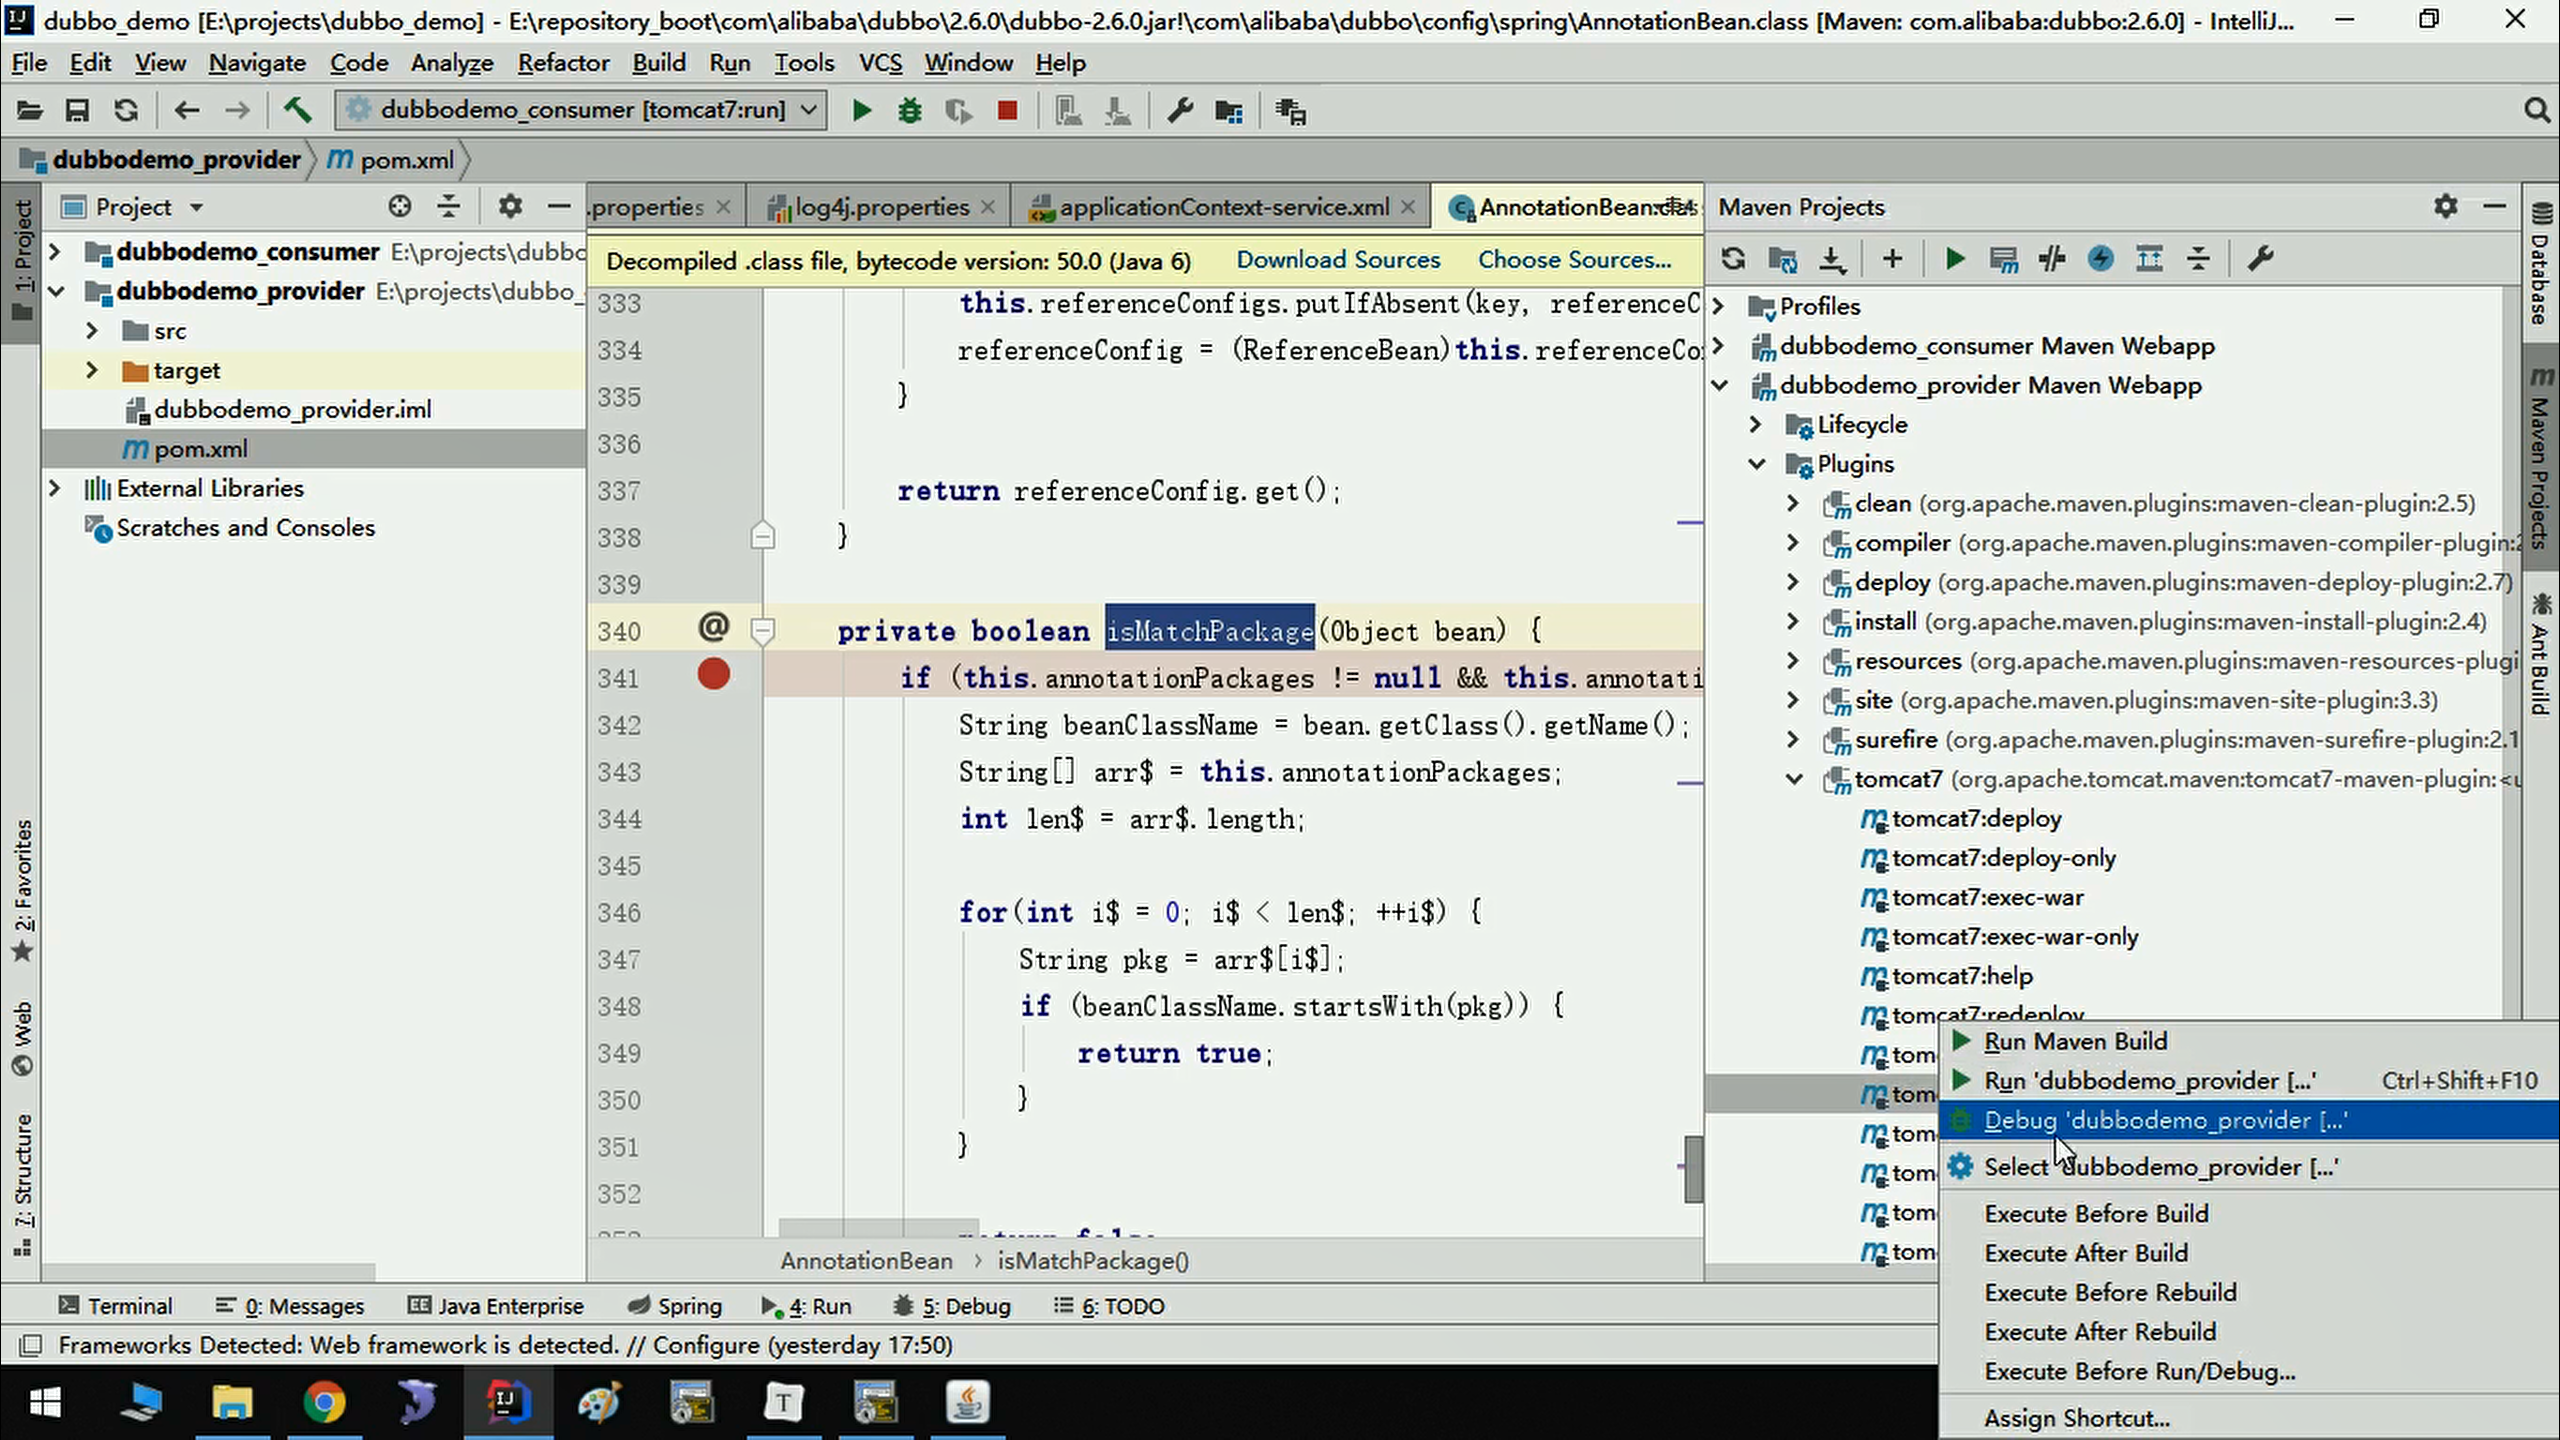 dubbo_demo [E:\projects\dubbo_demo] - E:\repository_boot\com\alibaba\dubbo\2.6.0\dubbo-2.6.0.jar!\com\alibaba\dubbo\config\spring\AnnotationBean.class [Maven: com.alibaba:dubbo:2.6.0] - IntelliJ...
File Edit View Navigate Code Analyze Refactor Build Run Tools VCS Window Help
dubbodemo_consumer [tomcat7:run]
dubbodemo_provider m pom.xml
1: Project
2: Favorites
Web
7: Structure
Project
dubbodemo_consumer E:\projects\dubbo
dubbodemo_provider E:\projects\dubbo_
src
target
dubbodemo_provider.iml
pom.xml
External Libraries
Scratches and Consoles
.properties log4j.properties applicationContext-service.xml AnnotationBean.clas
Decompiled .class file, bytecode version: 50.0 (Java 6) Download Sources Choose Sources...
333 this.referenceConfigs.putIfAbsent(key, referenceC
334 referenceConfig = (ReferenceBean)this.referenceCo
335 }
336
337 return referenceConfig.get();
338 }
339
340 @ private boolean isMatchPackage(Object bean) {
341 if (this.annotationPackages != null && this.annotati
342 String beanClassName = bean.getClass().getName();
343 String[] arr$ = this.annotationPackages;
344 int len$ = arr$.length;
345
346 for(int i$ = 0; i$ < len$; ++i$) {
347 String pkg = arr$[i$];
348 if (beanClassName.startsWith(pkg)) {
349 return true;
350 }
351 }
352
353 return false
AnnotationBean › isMatchPackage()
Maven Projects
Profiles
dubbodemo_consumer Maven Webapp
dubbodemo_provider Maven Webapp
Lifecycle
Plugins
clean (org.apache.maven.plugins:maven-clean-plugin:2.5)
compiler (org.apache.maven.plugins:maven-compiler-plugin:2
deploy (org.apache.maven.plugins:maven-deploy-plugin:2.7)
install (org.apache.maven.plugins:maven-install-plugin:2.4)
resources (org.apache.maven.plugins:maven-resources-plugi
site (org.apache.maven.plugins:maven-site-plugin:3.3)
surefire (org.apache.maven.plugins:maven-surefire-plugin:2.1
tomcat7 (org.apache.tomcat.maven:tomcat7-maven-plugin:<u
tomcat7:deploy
tomcat7:deploy-only
tomcat7:exec-war
tomcat7:exec-war-only
tomcat7:help
tomcat7:redeploy
tom
tom
tom
tom
tom
tom
Run Maven Build
Run 'dubbodemo_provider [...' Ctrl+Shift+F10
Debug 'dubbodemo_provider [...'
Select 'dubbodemo_provider [...'
Execute Before Build
Execute After Build
Execute Before Rebuild
Execute After Rebuild
Execute Before Run/Debug...
Assign Shortcut...
Database
Maven Projects
Ant Build
Terminal 0: Messages Java Enterprise Spring 4: Run 5: Debug 6: TODO
Frameworks Detected: Web framework is detected. // Configure (yesterday 17:50)